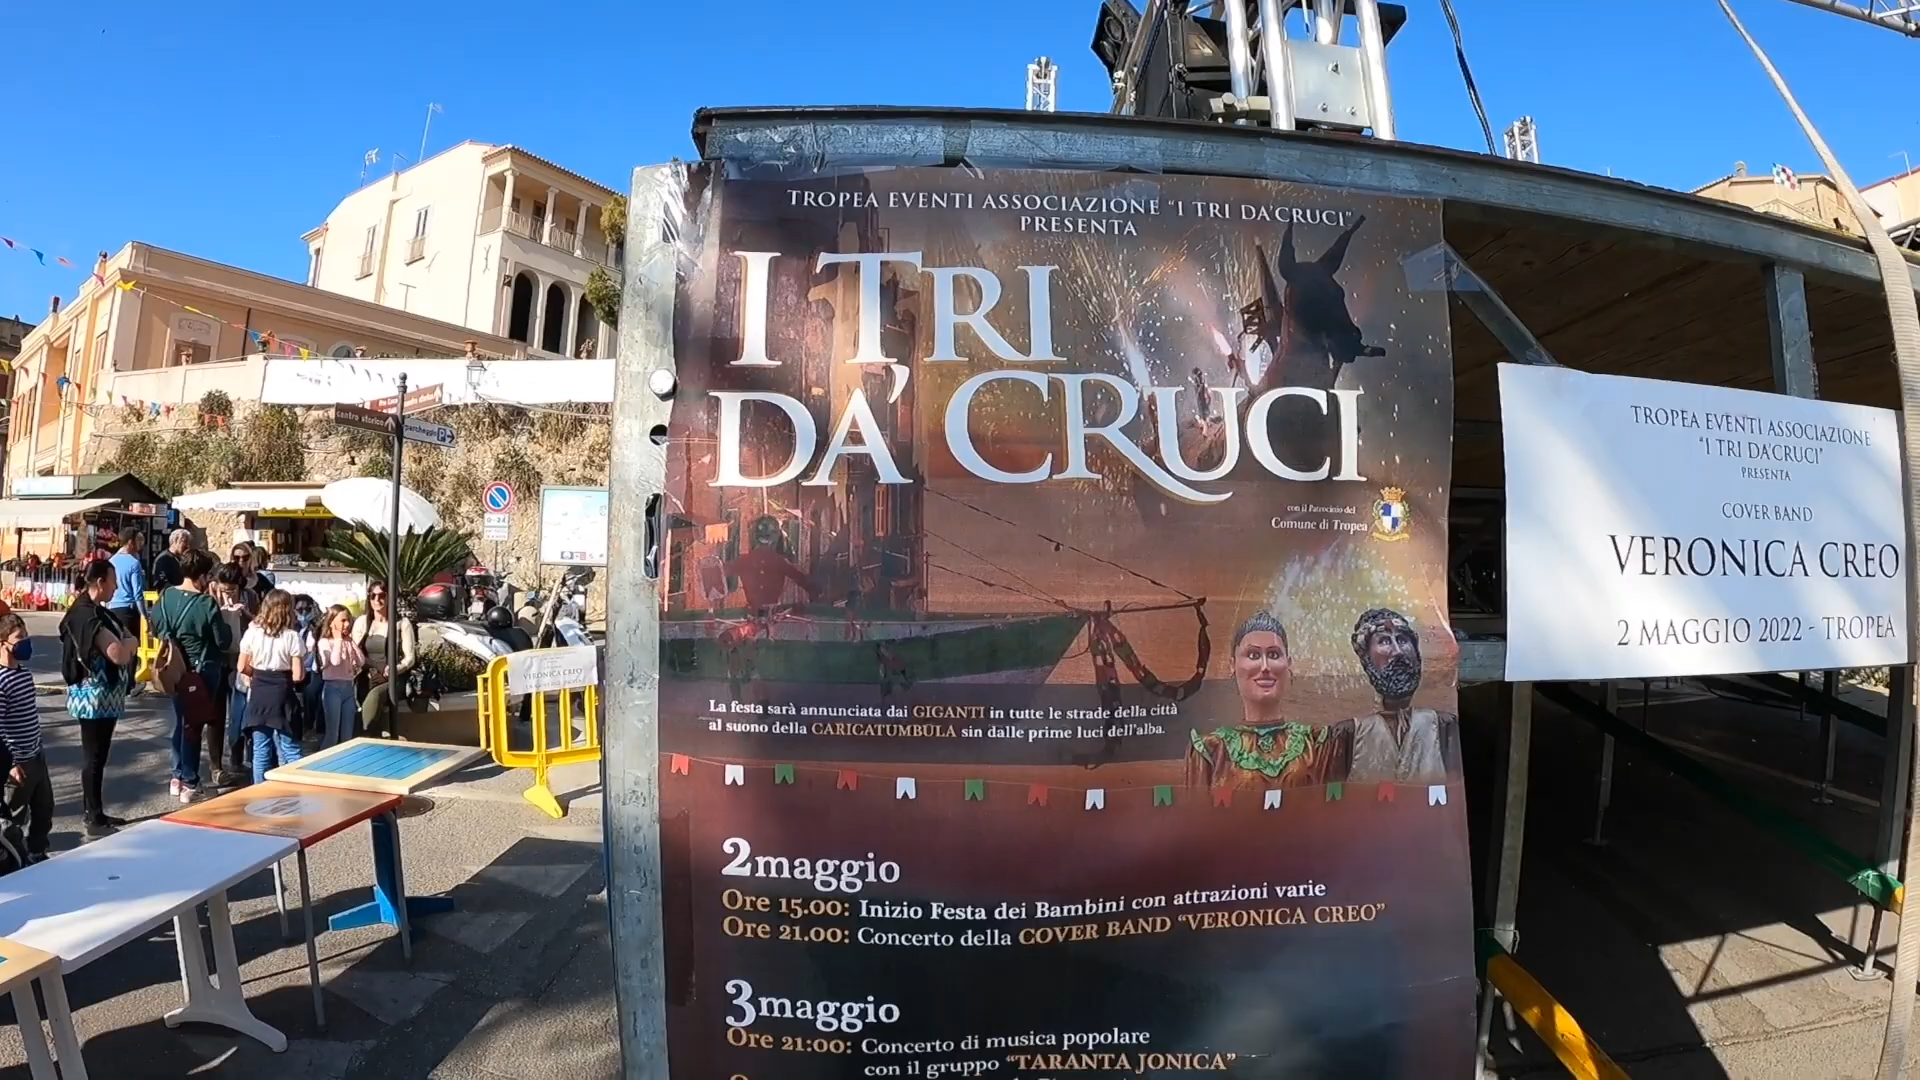 TROPEA EVENTI ASSOCIAZIONE "I TRI DA'CRUCI"
PRESENTA
I TRI
DA' CRUCI
con il Patrocinio del
Comune di Tropea
La festa sarà annunciata dai GIGANTI in tutte le strade della città
al suono della CARICATUMBULA sin dalle prime luci dell'alba.
2 maggio
Ore 15.00: Inizio Festa dei Bambini con attrazioni varie
Ore 21.00: Concerto della COVER BAND "VERONICA CREO"
3 maggio
Ore 21:00: Concerto di musica popolare
con il gruppo "TARANTA JONICA"
TROPEA EVENTI ASSOCIAZIONE
"I TRI DA'CRUCI"
PRESENTA
COVER BAND
VERONICA CREO
2 MAGGIO 2022 - TROPEA
centro storico
parcheggio P
VERONICA CREO